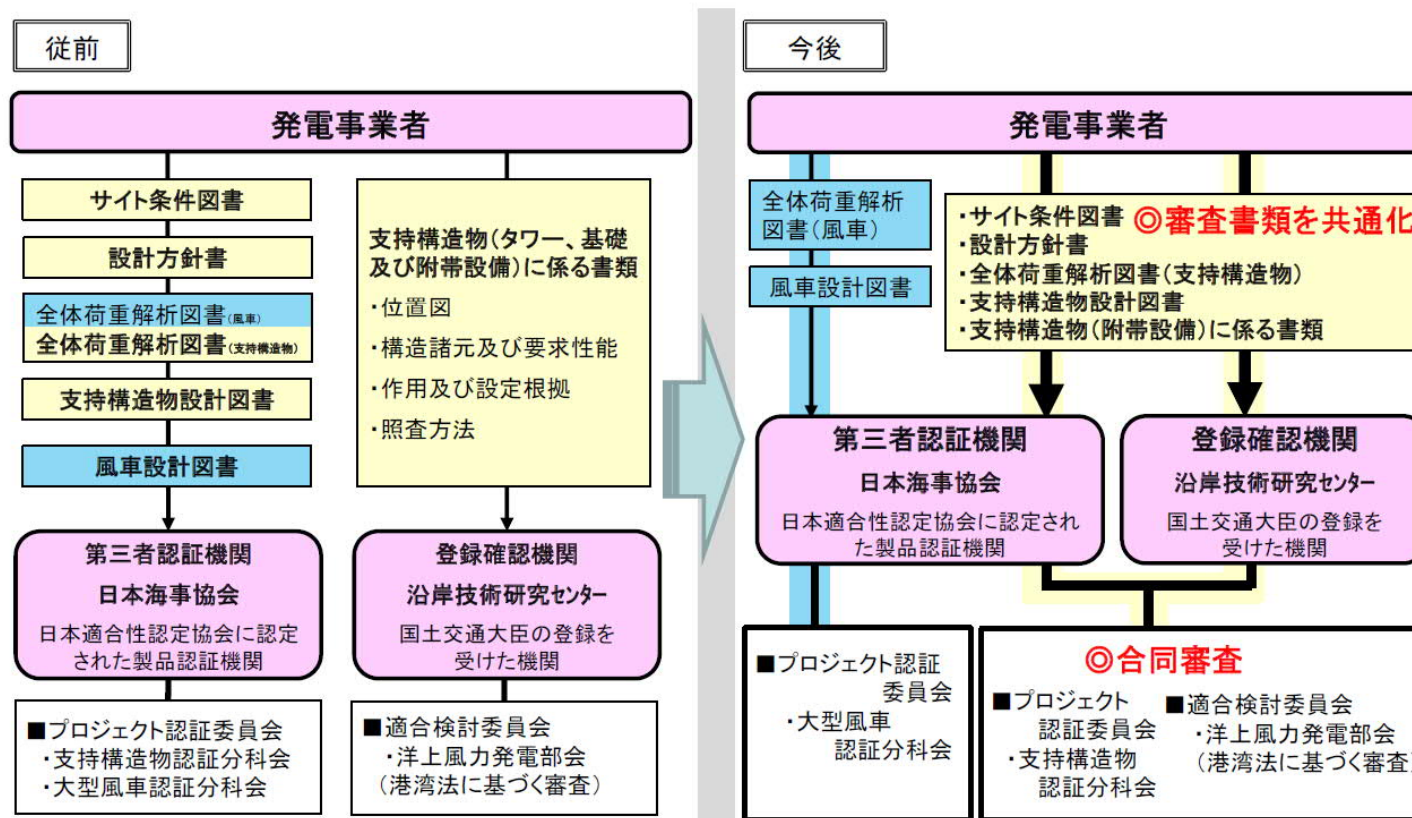 従前
発電事業者
サイト条件図書
設計方針書
全体荷重解析図書(風車)
全体荷重解析図書(支持構造物)
支持構造物設計図書
風車設計図書
支持構造物(タワー、基礎
及び附帯設備)に係る書類
・位置図
・構造諸元及び要求性能
・作用及び設定根拠
・照査方法
第三者認証機関
日本海事協会
日本適合性認定協会に認定
された製品認証機関
登録確認機関
沿岸技術研究センター
国土交通大臣の登録を
受けた機関
■プロジェクト認証委員会
・支持構造物認証分科会
・大型風車認証分科会
■適合検討委員会
・洋上風力発電部会
(港湾法に基づく審査)
今後
発電事業者
全体荷重解析
図書(風車)
風車設計図書
・サイト条件図書
◎審査書類を共通化
・設計方針書
・全体荷重解析図書(支持構造物)
・支持構造物設計図書
・支持構造物(附帯設備)に係る書類
第三者認証機関
日本海事協会
日本適合性認定協会に認定され
た製品認証機関
登録確認機関
沿岸技術研究センター
国土交通大臣の登録を
受けた機関
■プロジェクト認証
委員会
・大型風車
認証分科会
◎合同審査
■プロジェクト
認証委員会
・支持構造物
認証分科会
■適合検討委員会
・洋上風力発電部会
(港湾法に基づく審査)